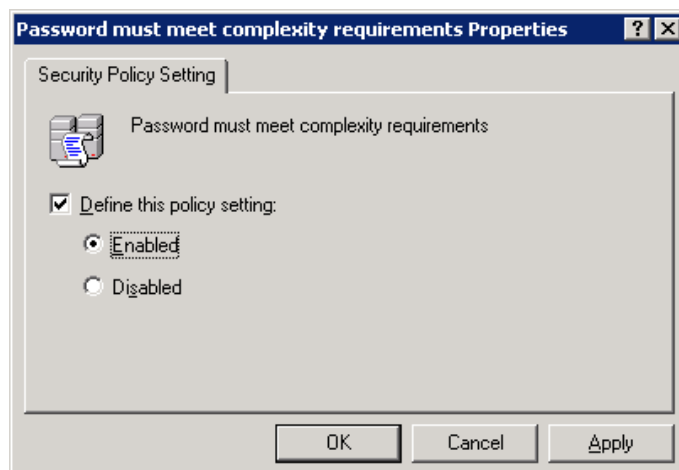 Password must meet complexity requirements Properties
Security Policy Setting
Password must meet complexity requirements
Define this policy setting:
Enabled
Disabled
OK Cancel Apply